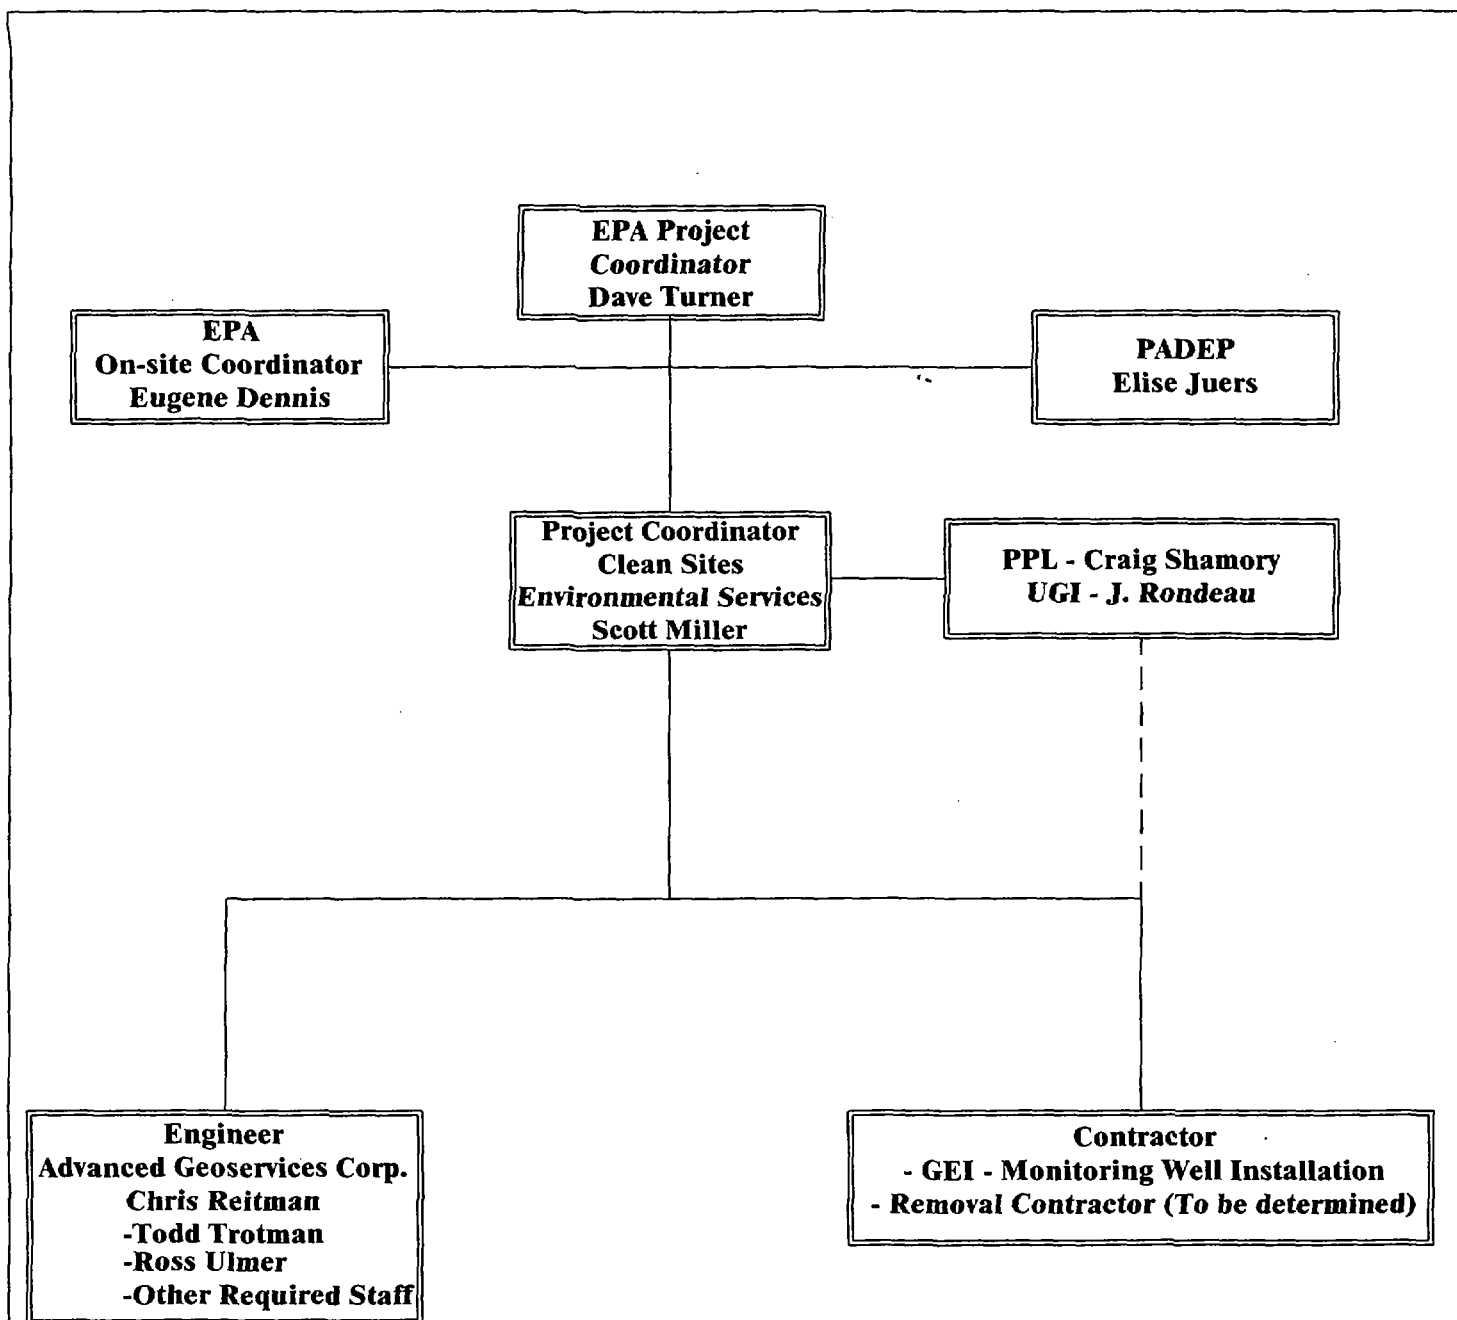 EPA Project
Coordinator
Dave Turner
EPA
On-site Coordinator
Eugene Dennis
PADEP
Elise Juers
Project Coordinator
Clean Sites
Environmental Services
Scott Miller
PPL - Craig Shamory
UGI - J. Rondeau
Engineer
Advanced Geoservices Corp.
Chris Reitman
-Todd Trotman
-Ross Ulmer
-Other Required Staff
Contractor
- GEI - Monitoring Well Installation
- Removal Contractor (To be determined)